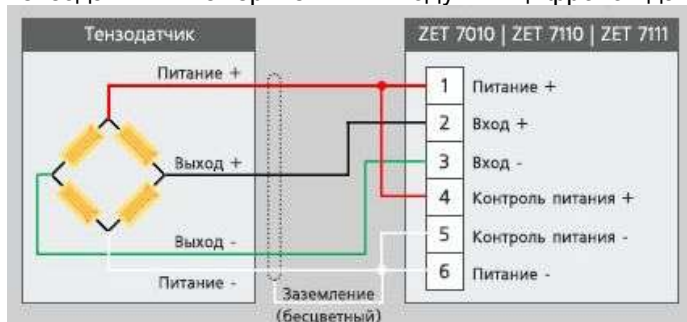 Тензодатчик
ZET 7010 | ZET 7110 | ZET 7111
Питание +
Выход +
Выход -
Питание -
Заземление
(бесцветный)
1 Питание +
2 Вход +
3 Вход -
4 Контроль питания +
5 Контроль питания -
6 Питание -